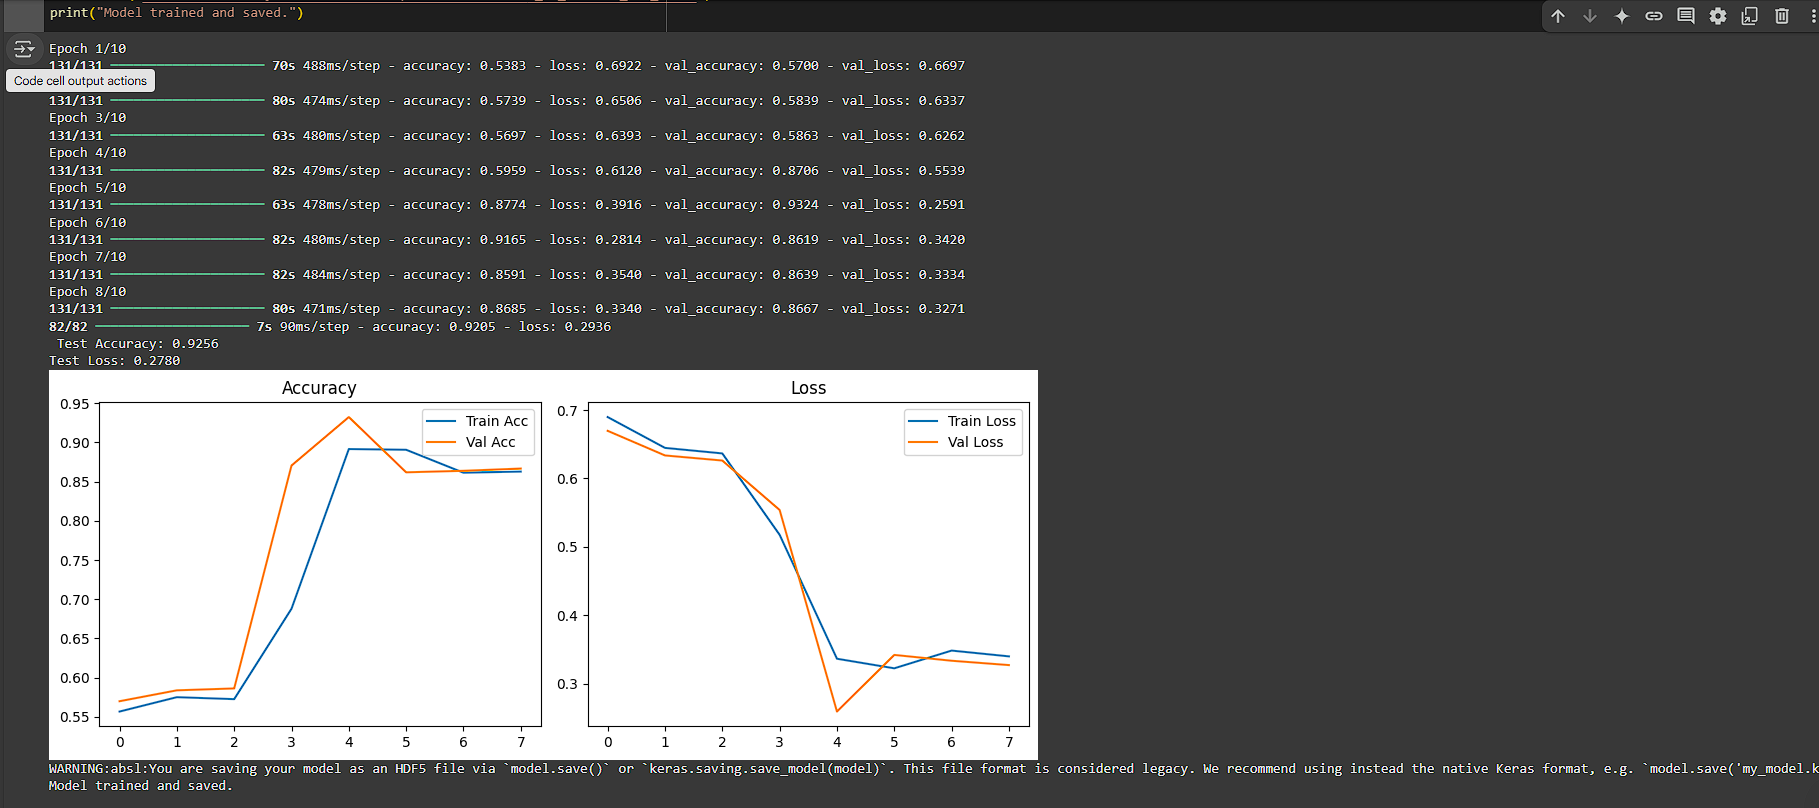 print("Model trained and saved.")
Epoch 1/10
131/131 ━━━━━━━━━━━━━━━━━━━━ 70s 488ms/step - accuracy: 0.5383 - loss: 0.6922 - val_accuracy: 0.5700 - val_loss: 0.6697
Code cell output actions
131/131 ━━━━━━━━━━━━━━━━━━━━ 80s 474ms/step - accuracy: 0.5739 - loss: 0.6506 - val_accuracy: 0.5839 - val_loss: 0.6337
Epoch 3/10
131/131 ━━━━━━━━━━━━━━━━━━━━ 63s 480ms/step - accuracy: 0.5697 - loss: 0.6393 - val_accuracy: 0.5863 - val_loss: 0.6262
Epoch 4/10
131/131 ━━━━━━━━━━━━━━━━━━━━ 82s 479ms/step - accuracy: 0.5959 - loss: 0.6120 - val_accuracy: 0.8706 - val_loss: 0.5539
Epoch 5/10
131/131 ━━━━━━━━━━━━━━━━━━━━ 63s 478ms/step - accuracy: 0.8774 - loss: 0.3916 - val_accuracy: 0.9324 - val_loss: 0.2591
Epoch 6/10
131/131 ━━━━━━━━━━━━━━━━━━━━ 82s 480ms/step - accuracy: 0.9165 - loss: 0.2814 - val_accuracy: 0.8619 - val_loss: 0.3420
Epoch 7/10
131/131 ━━━━━━━━━━━━━━━━━━━━ 82s 484ms/step - accuracy: 0.8591 - loss: 0.3540 - val_accuracy: 0.8639 - val_loss: 0.3334
Epoch 8/10
131/131 ━━━━━━━━━━━━━━━━━━━━ 80s 471ms/step - accuracy: 0.8685 - loss: 0.3340 - val_accuracy: 0.8667 - val_loss: 0.3271
82/82 ━━━━━━━━━━━━━━━━━━━━ 7s 90ms/step - accuracy: 0.9205 - loss: 0.2936
Test Accuracy: 0.9256
Test Loss: 0.2780
Accuracy
0.95
0.90
0.85
0.80
0.75
0.70
0.65
0.60
0.55
Train Acc
Val Acc
0 1 2 3 4 5 6 7
Loss
0.7
0.6
0.5
0.4
0.3
Train Loss
Val Loss
0 1 2 3 4 5 6 7
WARNING:absl:You are saving your model as an HDF5 file via `model.save()` or `keras.saving.save_model(model)`. This file format is considered legacy. We recommend using instead the native Keras format, e.g. `model.save('my_model.k
Model trained and saved.